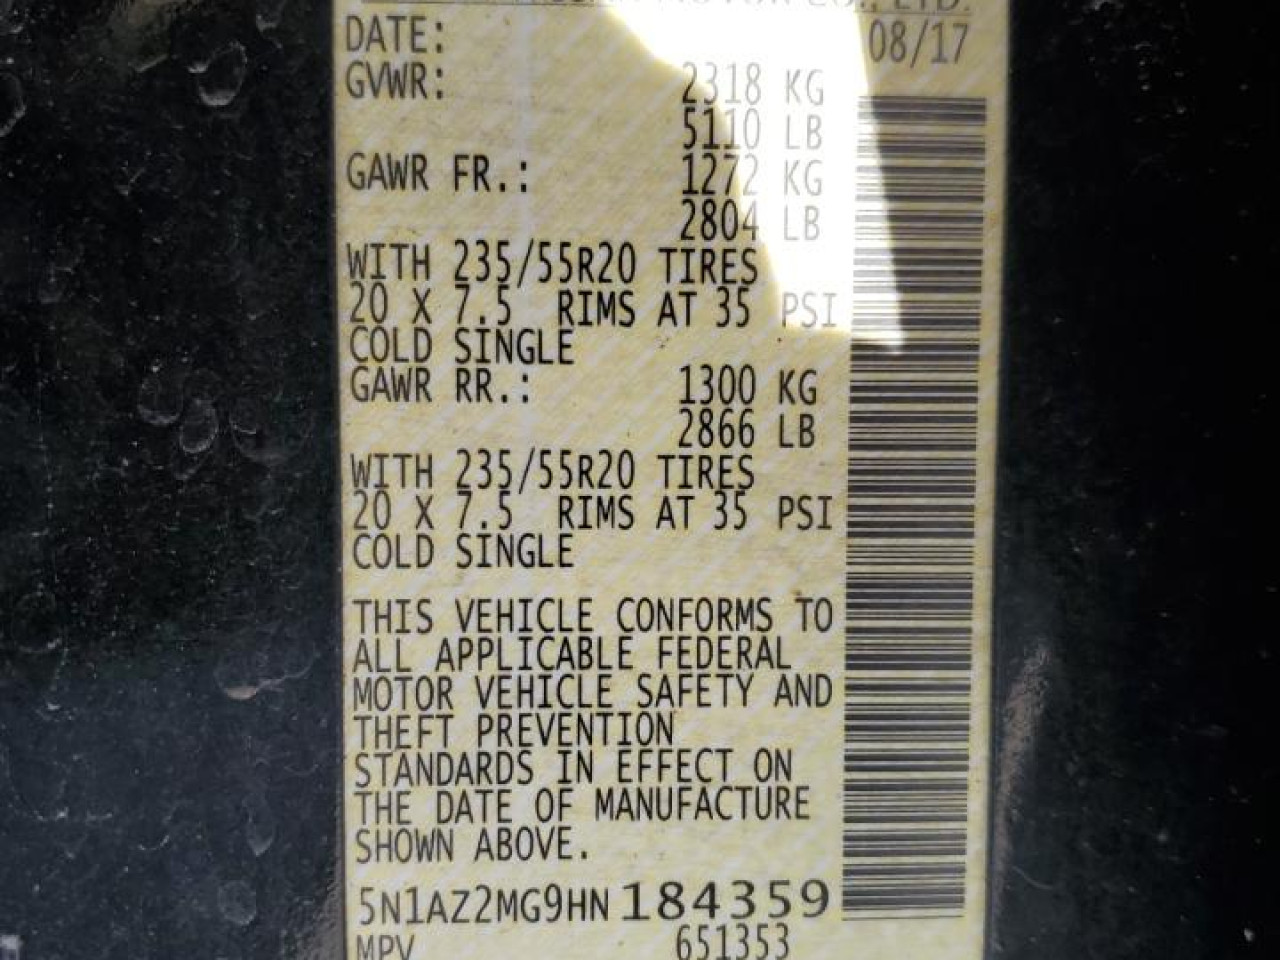 MOTOR CO., LTD.
DATE: 08/17
GVWR: 2318 KG
5110 LB
GAWR FR.: 1272 KG
2804 LB
WITH 235/55R20 TIRES
20 X 7.5 RIMS AT 35 PSI
COLD SINGLE
GAWR RR.: 1300 KG
2866 LB
WITH 235/55R20 TIRES
20 X 7.5 RIMS AT 35 PSI
COLD SINGLE
THIS VEHICLE CONFORMS TO
ALL APPLICABLE FEDERAL
MOTOR VEHICLE SAFETY AND
THEFT PREVENTION
STANDARDS IN EFFECT ON
THE DATE OF MANUFACTURE
SHOWN ABOVE.
5N1AZ2MG9HN184359
MPV 651353